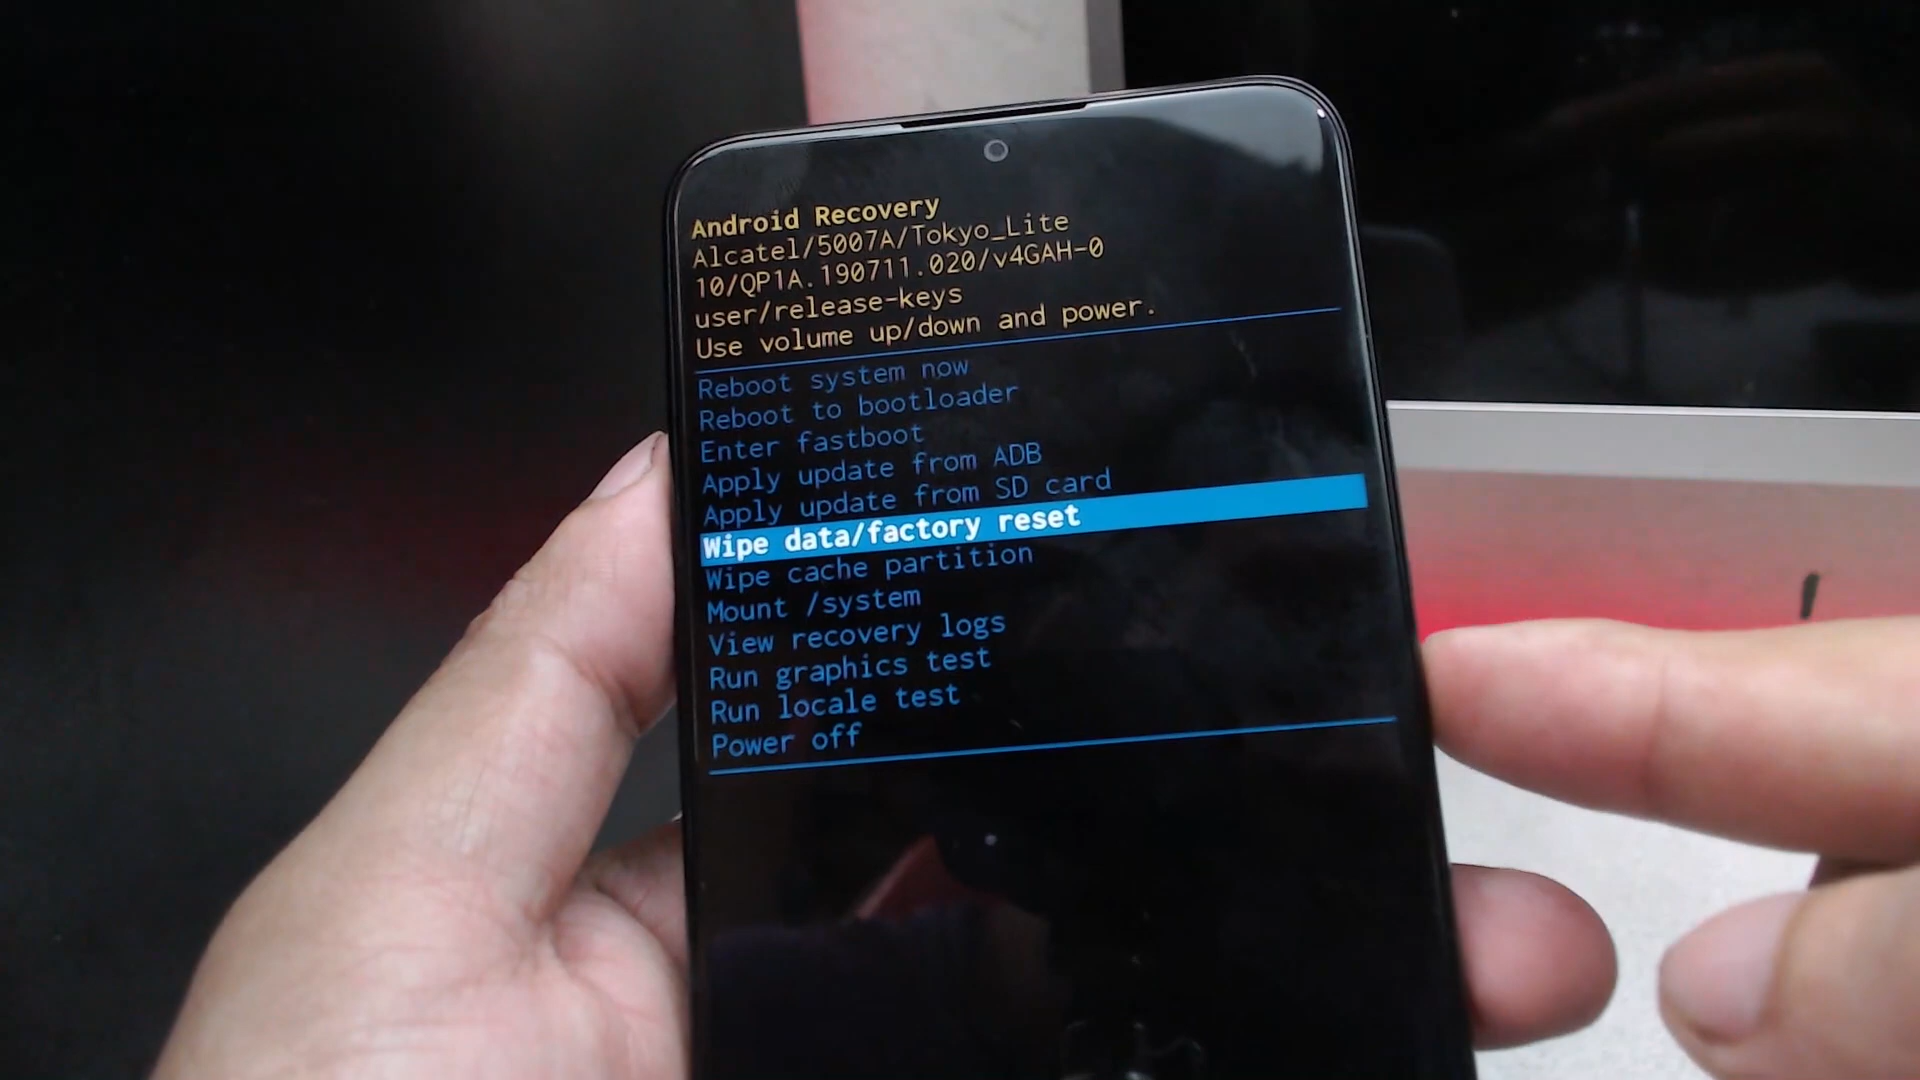 Android Recovery
Alcatel/5007A/Tokyo_Lite
10/QP1A.190711.020/v4GAH-0
user/release-keys
Use volume up/down and power.
Reboot system now
Reboot to bootloader
Enter fastboot
Apply update from ADB
Apply update from SD card
Wipe data/factory reset
Wipe cache partition
Mount /system
View recovery logs
Run graphics test
Run locale test
Power off